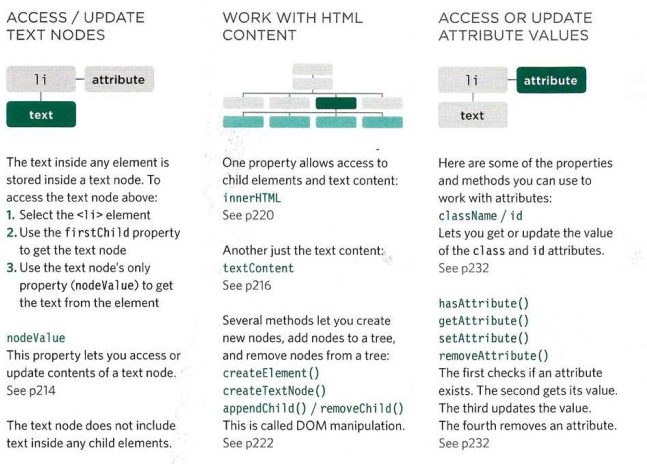 ACCESS / UPDATE
TEXT NODES
li
attribute
text
The text inside any element is
stored inside a text node. To
access the text node above:
1. Select the <li> element
2. Use the firstChild property
to get the text node
3. Use the text node's only
property (nodeValue) to get
the text from the element
nodeValue
This property lets you access or
update contents of a text node.
See p214
The text node does not include
text inside any child elements.
WORK WITH HTML
CONTENT
One property allows access to
child elements and text content:
innerHTML
See p220
Another just the text content:
textContent
See p216
Several methods let you create
new nodes, add nodes to a tree,
and remove nodes from a tree:
createElement()
createTextNode()
appendChild() / removeChild()
This is called DOM manipulation.
See p222
ACCESS OR UPDATE
ATTRIBUTE VALUES
li
attribute
text
Here are some of the properties
and methods you can use to
work with attributes:
className / id
Lets you get or update the value
of the class and id attributes.
See p232
hasAttribute()
getAttribute()
setAttribute()
removeAttribute()
The first checks if an attribute
exists. The second gets its value.
The third updates the value.
The fourth removes an attribute.
See p232